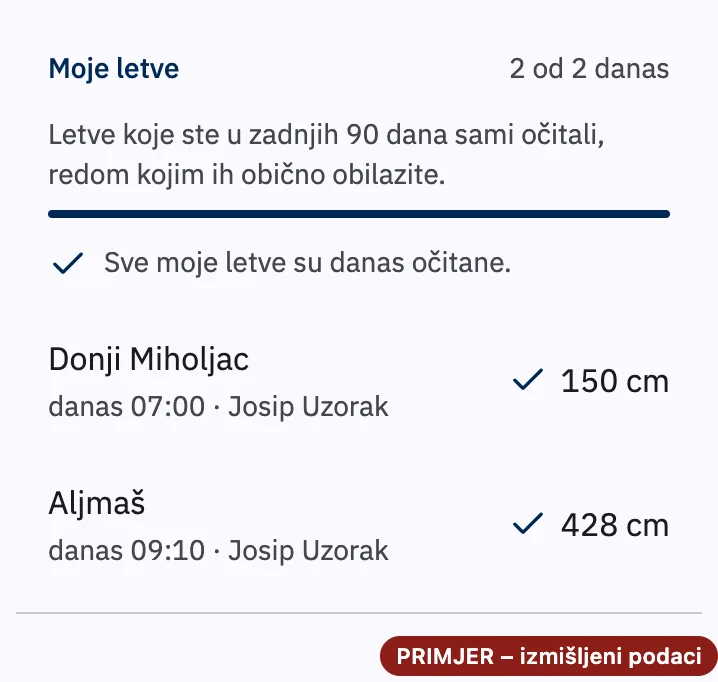 Moje letve
2 od 2 danas
Letve koje ste u zadnjih 90 dana sami očitali,
redom kojim ih obično obilazite.
Sve moje letve su danas očitane.
Donji Miholjac
150 cm
danas 07:00 · Josip Uzorak
Aljmaš
428 cm
danas 09:10 · Josip Uzorak
PRIMJER – izmišljeni podaci